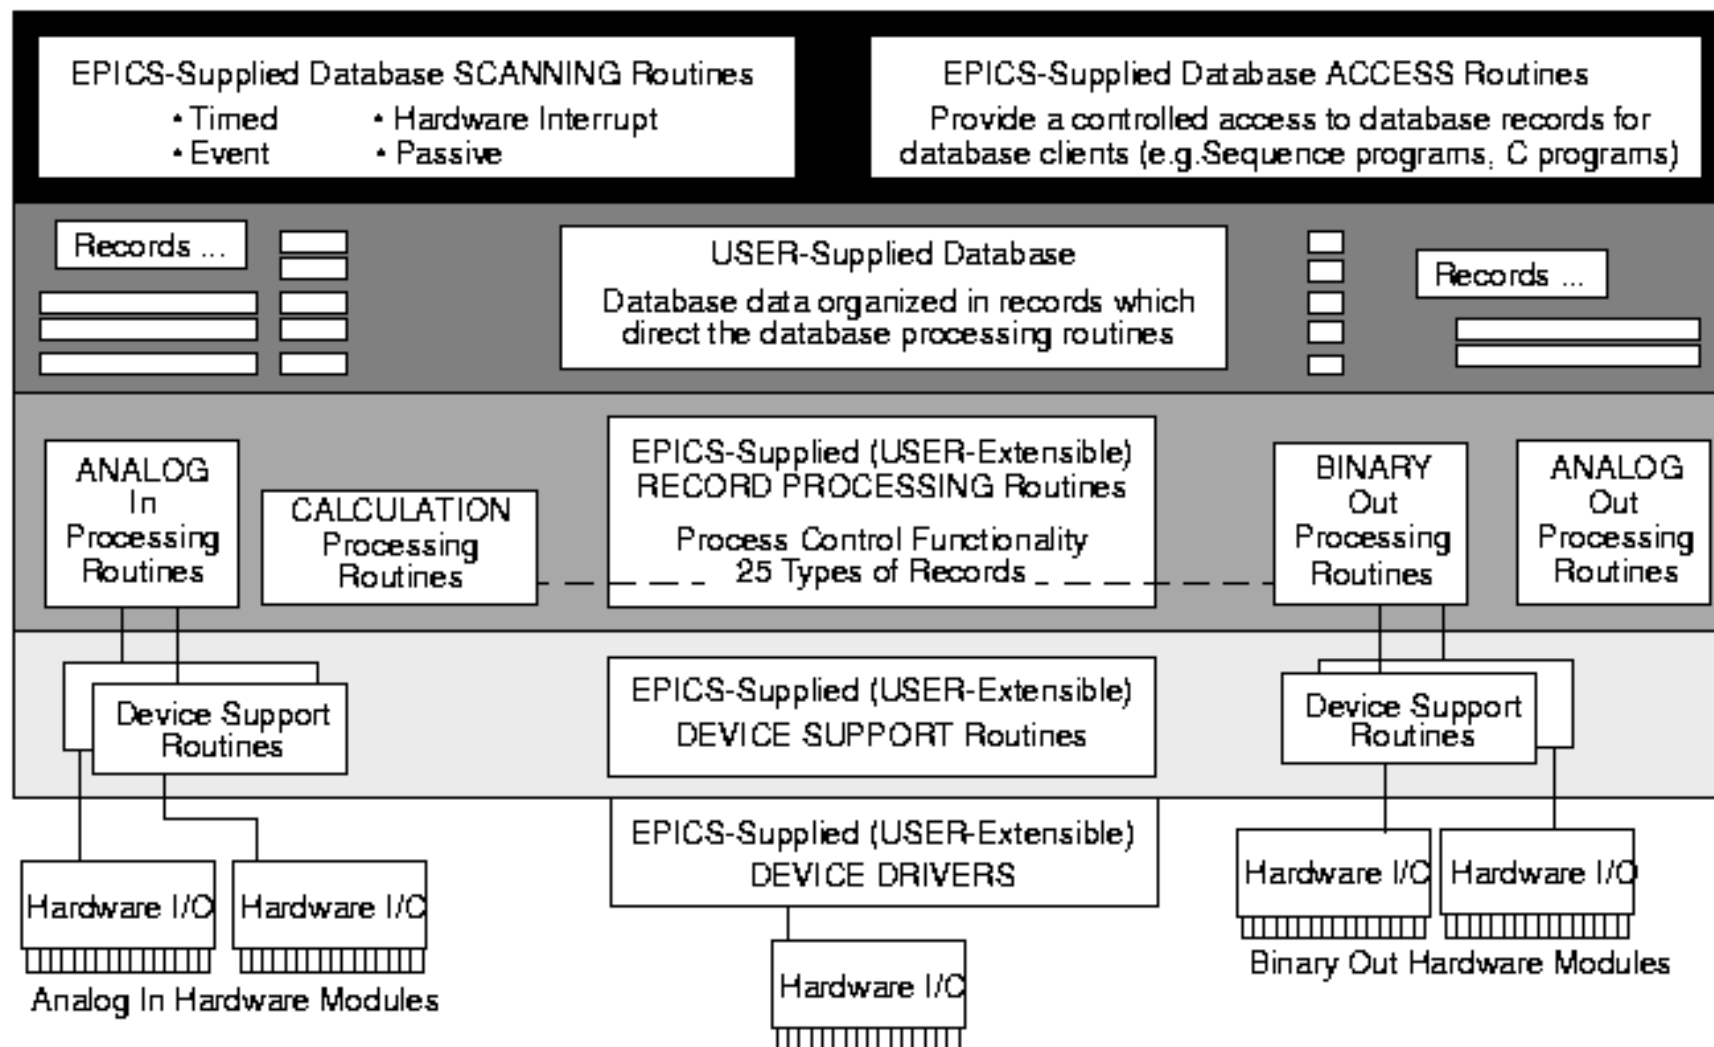 EPICS-Supplied Database SCANNING Routines
• Timed • Hardware Interrupt
• Event • Passive
EPICS-Supplied Database ACCESS Routines
Provide a controlled access to database records for
database clients (e.g.Sequence programs, C programs)
Records ...
USER-Supplied Database
Database data organized in records which
direct the database processing routines
Records ...
ANALOG
In
Processing
Routines
CALCULATION
Processing
Routines
EPICS-Supplied (USER-Extensible)
RECORD PROCESSING Routines
Process Control Functionality
25 Types of Records
BINARY
Out
Processing
Routines
ANALOG
Out
Processing
Routines
Device Support
Routines
EPICS-Supplied (USER-Extensible)
DEVICE SUPPORT Routines
Device Support
Routines
EPICS-Supplied (USER-Extensible)
DEVICE DRIVERS
Hardware I/O
Hardware I/O
Analog In Hardware Modules
Hardware I/O
Hardware I/O
Hardware I/O
Binary Out Hardware Modules